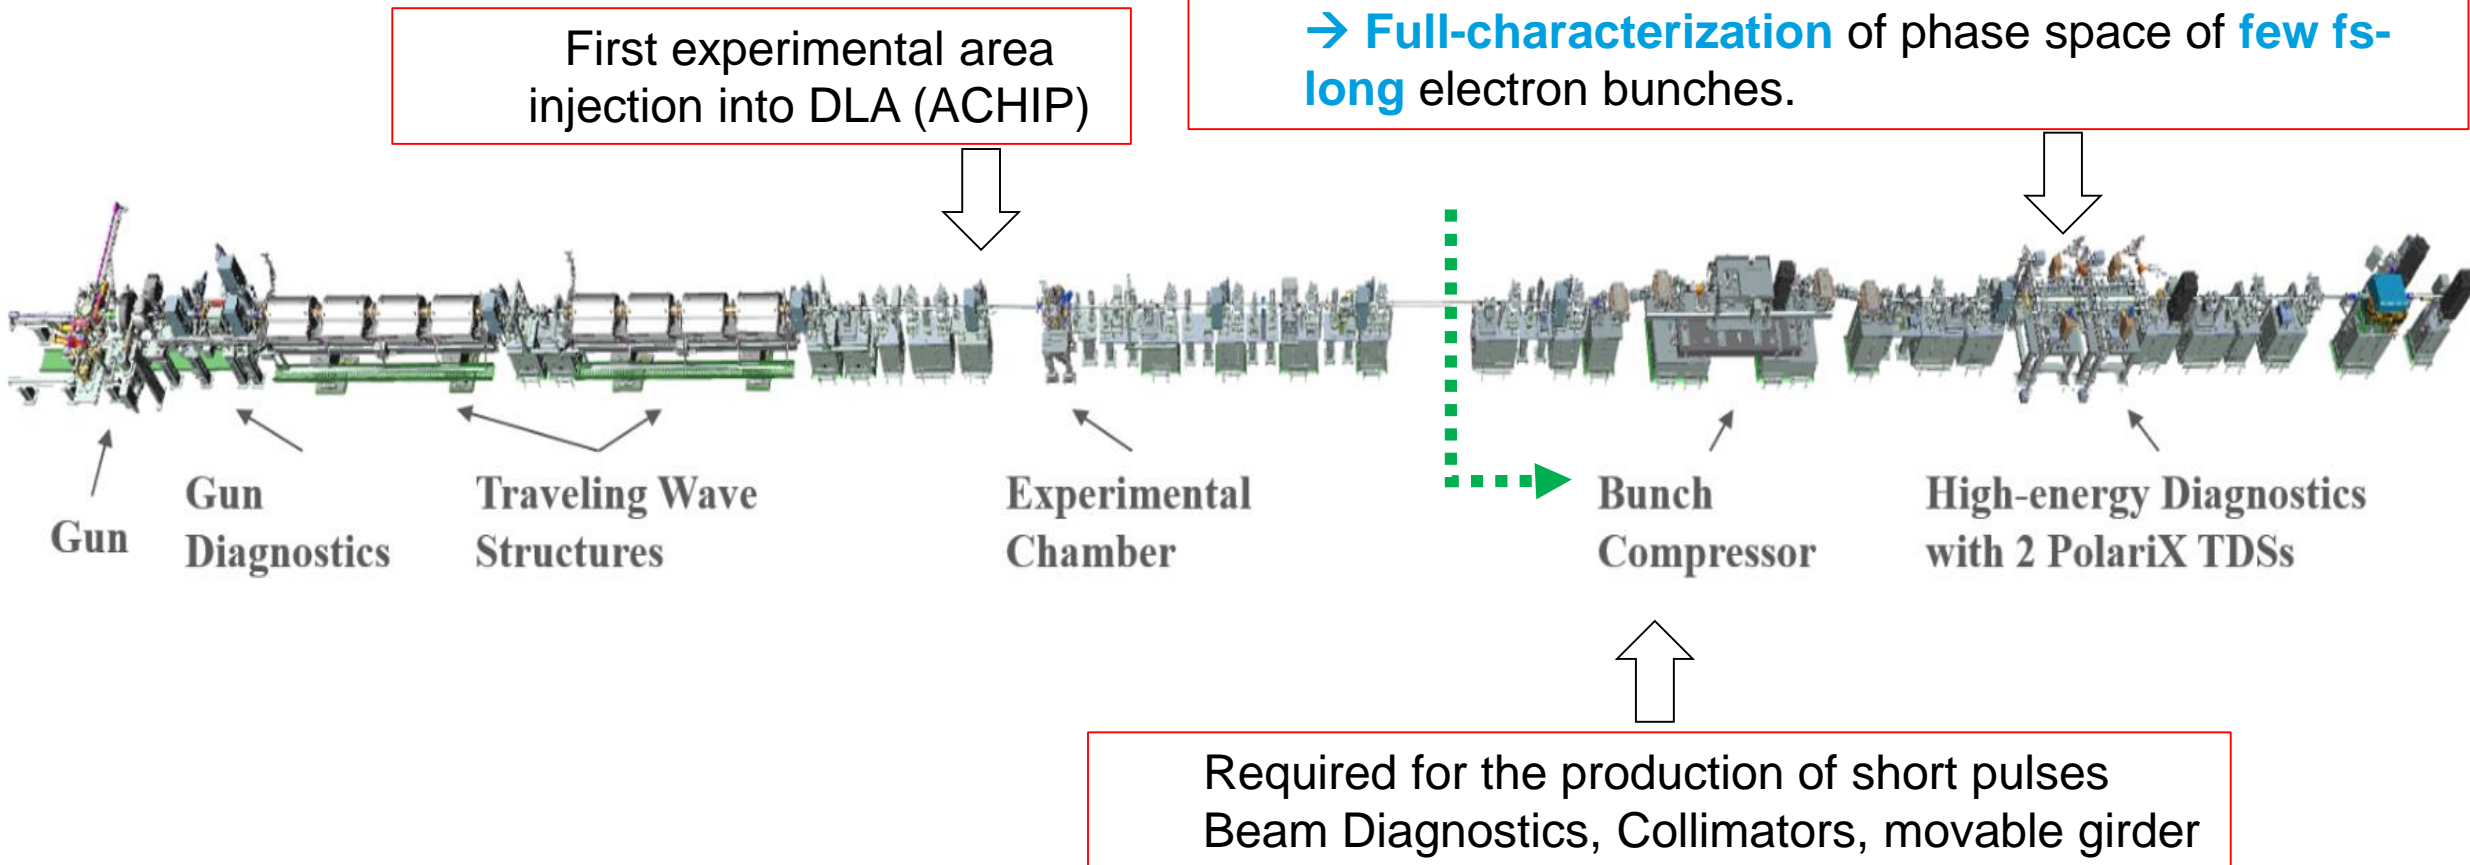 First experimental area
injection into DLA (ACHIP)
→ Full-characterization of phase space of few fs-
long electron bunches.
Gun
Gun
Diagnostics
Traveling Wave
Structures
Experimental
Chamber
Bunch
Compressor
High-energy Diagnostics
with 2 PolariX TDSs
Required for the production of short pulses
Beam Diagnostics, Collimators, movable girder